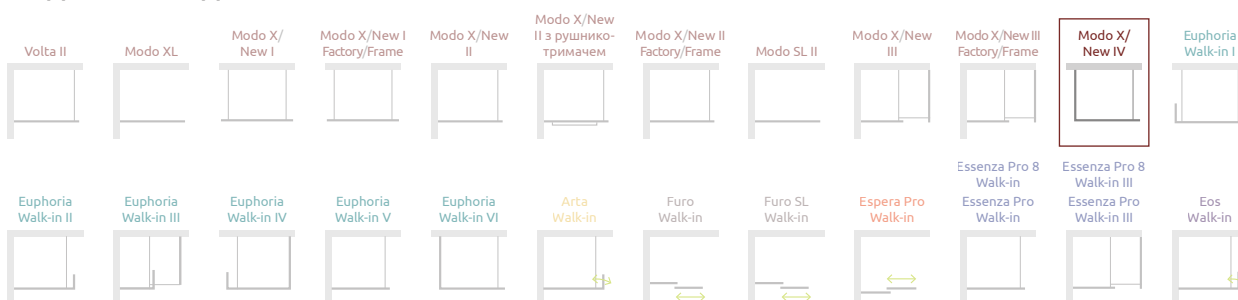 Volta II
Modo XL
Modo X/
New I
Modo X/New I
Factory/Frame
Modo X/New
II
Modo X/New
II з рушнико-
тримачем
Modo X/New II
Factory/Frame
Modo SL II
Modo X/New
III
Modo X/New III
Factory/Frame
Modo X/
New IV
Euphoria
Walk-in I
Euphoria
Walk-in II
Euphoria
Walk-in III
Euphoria
Walk-in IV
Euphoria
Walk-in V
Euphoria
Walk-in VI
Arta
Walk-in
Furo
Walk-in
Furo SL
Walk-in
Espera Pro
Walk-in
Essenza Pro 8
Walk-in
Essenza Pro
Walk-in
Essenza Pro 8
Walk-in III
Essenza Pro
Walk-in III
Eos
Walk-in